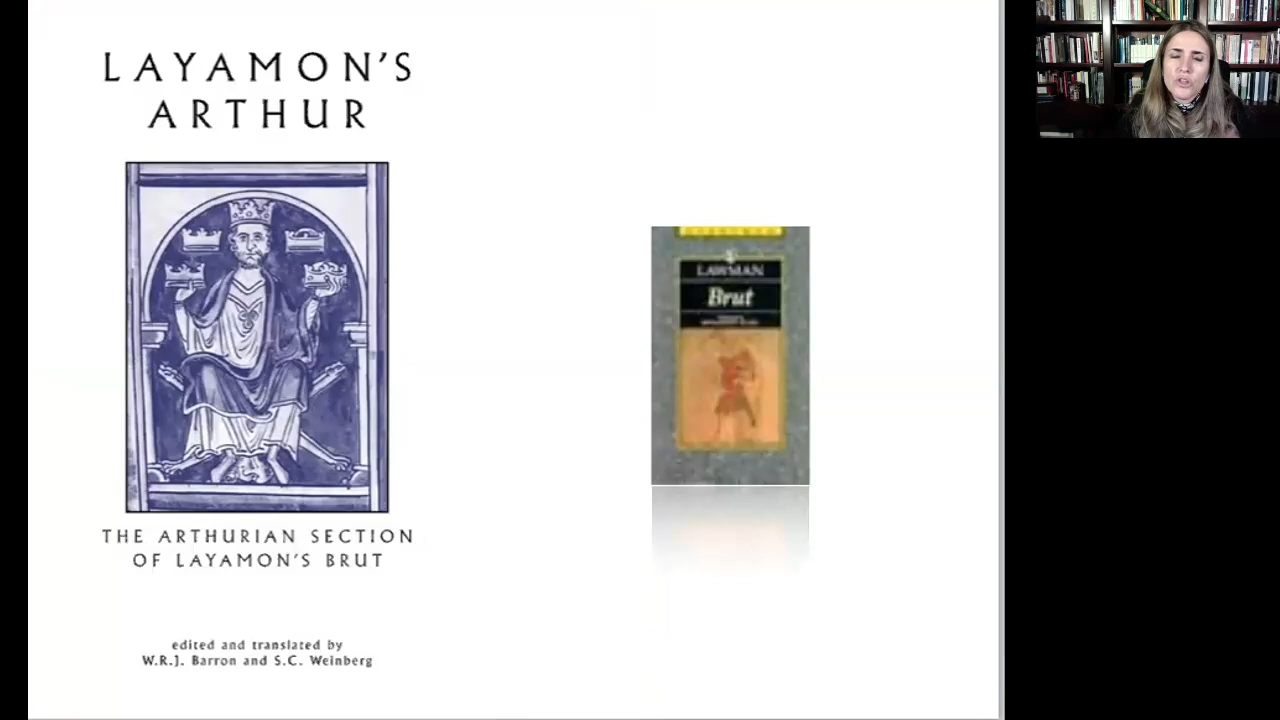 LAYAMON'S
ARTHUR
THE ARTHURIAN SECTION
OF LAYAMON'S BRUT
edited and translated by
W.R.J. Barron and S.C. Weinberg
LAWMAN
Brut